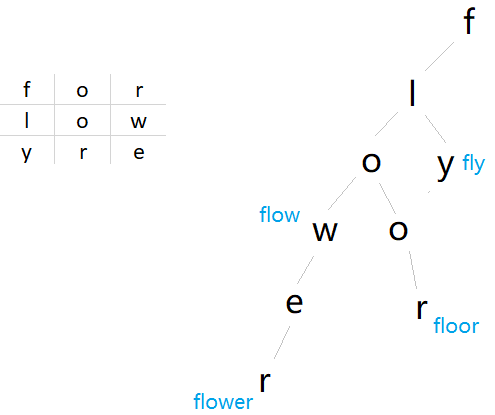 f
l
f o r
o
y fly
l o w
y r e
flow w
o
e
r floor
r
flower